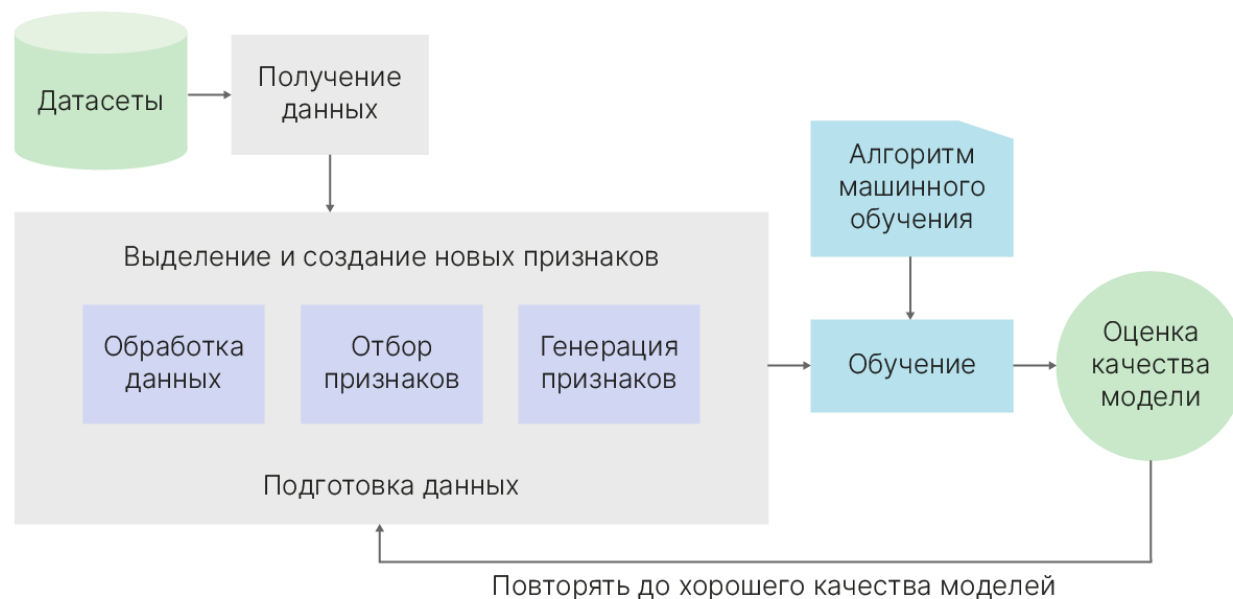 Датасеты
Получение
данных
Выделение и создание новых признаков
Обработка
данных
Отбор
признаков
Генерация
признаков
Подготовка данных
Алгоритм
машинного
обучения
Обучение
Оценка
качества
модели
Повторять до хорошего качества моделей